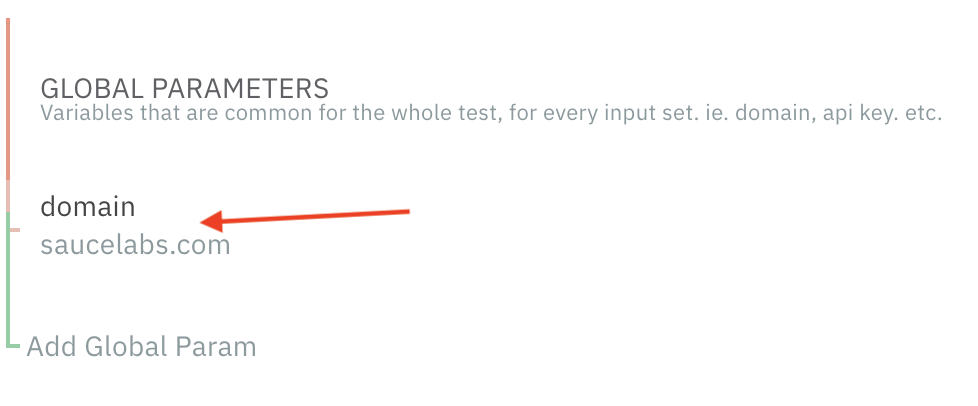 GLOBAL PARAMETERS
Variables that are common for the whole test, for every input set. ie. domain, api key. etc.
domain
saucelabs.com
Add Global Param